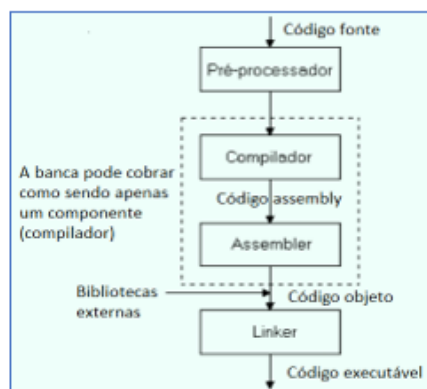 Código fonte
Pré-processador
A banca pode cobrar
como sendo apenas
um componente
(compilador)
Compilador
Código assembly
Assembler
Bibliotecas
externas
Código objeto
Linker
Código executável